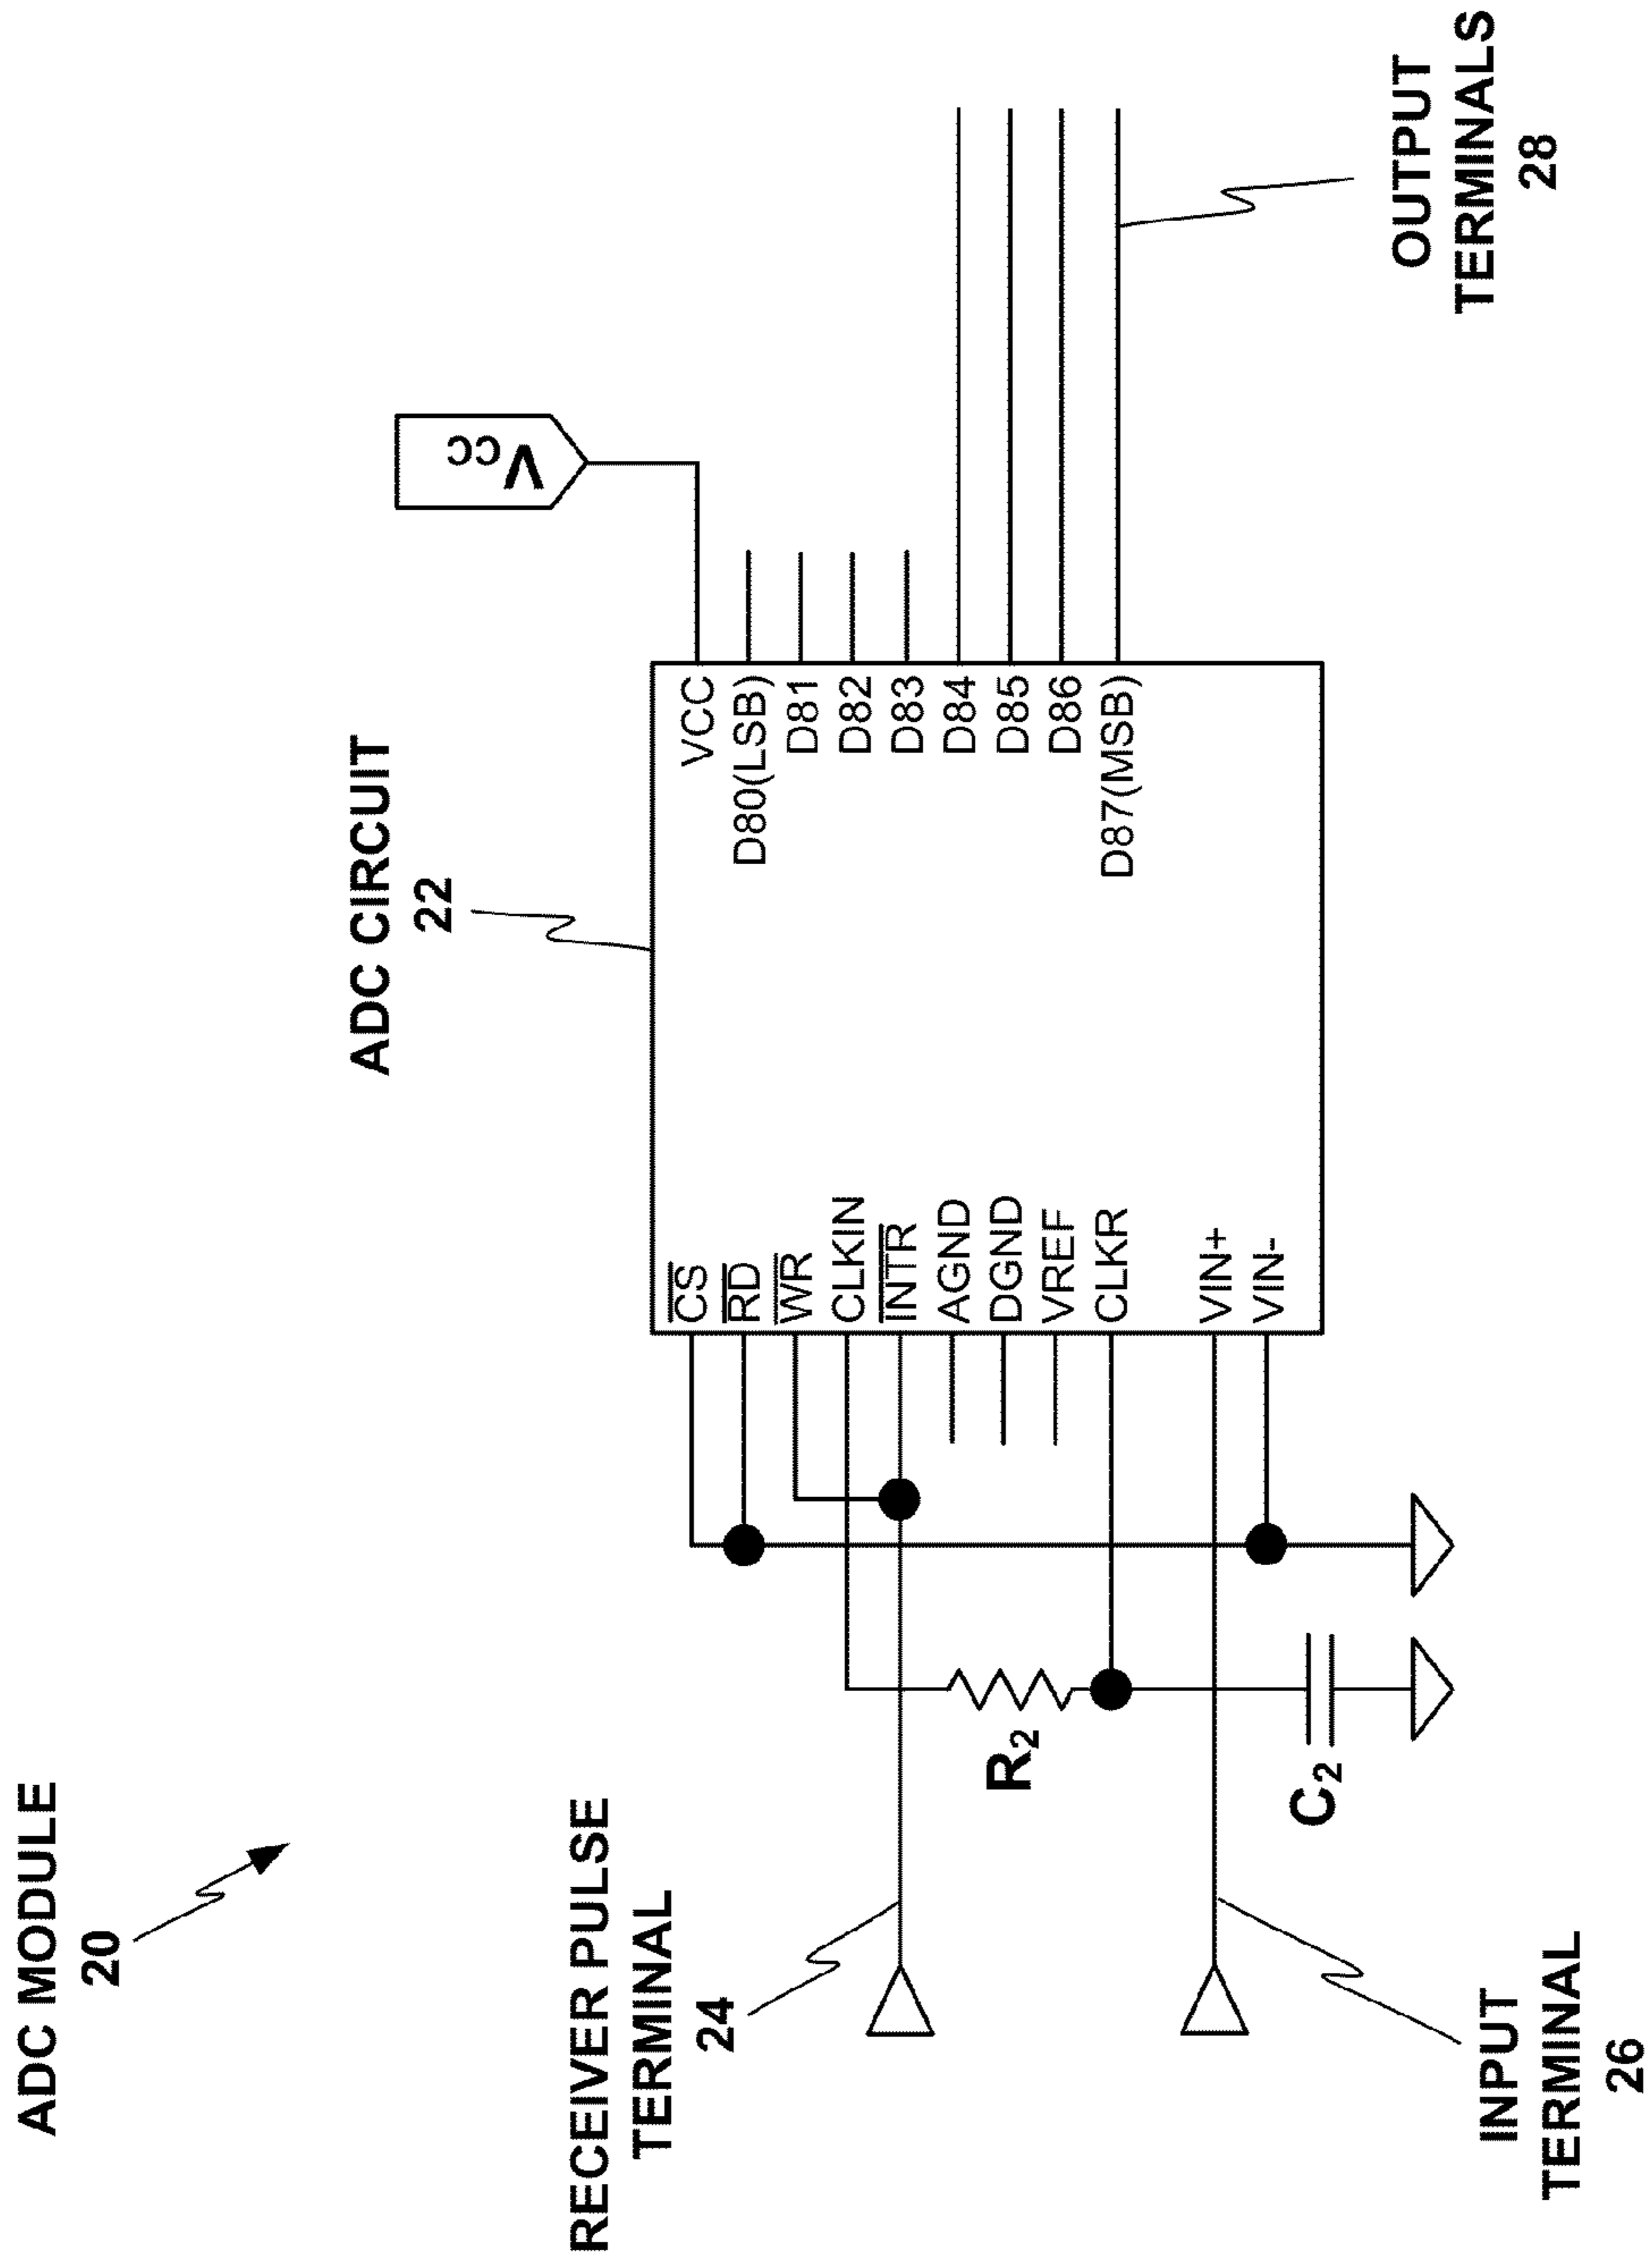 ADC MODULE
20
ADC CIRCUIT
22
VCC
RECEIVER PULSE
TERMINAL
24
CS
RD
WR
CLKIN
INTR
AGND
DGND
VREF
CLKR
VIN+
VIN-
VCC
D80(LSB)
D81
D82
D83
D84
D85
D86
D87(MSB)
R2
C2
INPUT
TERMINAL
26
OUTPUT
TERMINALS
28